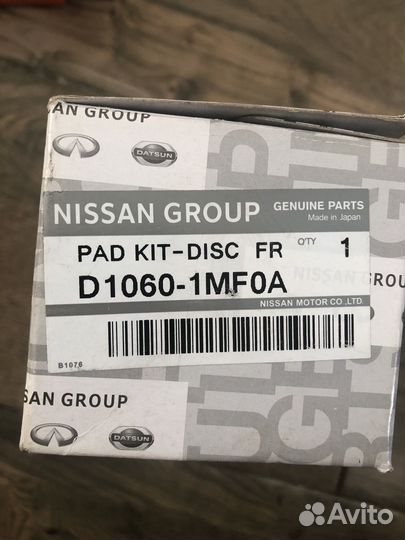 SAN GROUP
DATSUN
NISSAN GROUP
GENUINE PARTS
Made in Japan
PAD KIT-DISC FR
Q'TY 1
D1060-1MF0A
NISSAN MOTOR CO.,LTD.
B1076
NISSAN GROU
SAN GROUP
DATSUN
Avito